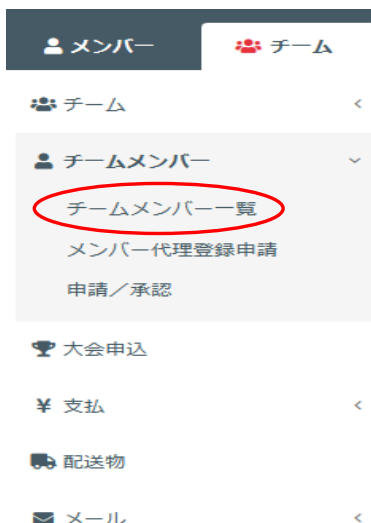 メンバー
チーム
チーム
チームメンバー
チームメンバー一覧
メンバー代理登録申請
申請／承認
大会申込
¥ 支払
配送物
メール